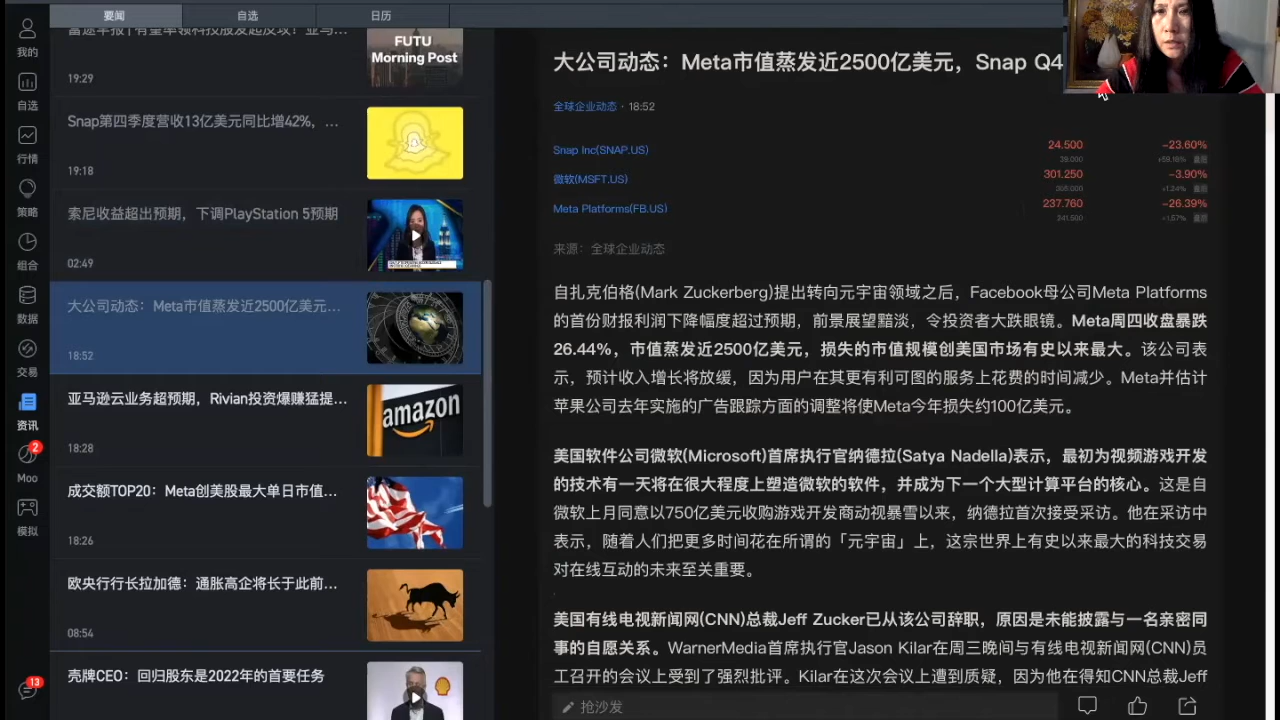 要闻
自选
日历
我的
自选
行情
策略
组合
数据
交易
资讯
2
Moo
模拟
13
富途早报 | 有望率领科技股发起反攻！亚马…
19:29
FUTU
Morning Post
Snap第四季度营收13亿美元同比增42%，…
19:18
索尼收益超出预期，下调PlayStation 5预期
02:49
大公司动态：Meta市值蒸发近2500亿美元…
18:52
亚马逊云业务超预期，Rivian投资爆赚猛提…
18:28
amazon
成交额TOP20：Meta创美股最大单日市值…
18:26
欧央行行长拉加德：通胀高企将长于此前…
08:54
壳牌CEO：回归股东是2022年的首要任务
大公司动态：Meta市值蒸发近2500亿美元，Snap Q4
全球企业动态 · 18:52
Snap Inc(SNAP.US) 24.500 -23.60%
39.000 +59.18% 盘后
微软(MSFT.US) 301.250 -3.90%
+1.24% 盘后
Meta Platforms(FB.US) 237.760 -26.39%
241.500 +1.57% 盘后
来源：全球企业动态
自扎克伯格(Mark Zuckerberg)提出转向元宇宙领域之后，Facebook母公司Meta Platforms
的首份财报利润下降幅度超过预期，前景展望黯淡，令投资者大跌眼镜。Meta周四收盘暴跌
26.44%，市值蒸发近2500亿美元，损失的市值规模创美国市场有史以来最大。该公司表
示，预计收入增长将放缓，因为用户在其更有利可图的服务上花费的时间减少。Meta并估计
苹果公司去年实施的广告跟踪方面的调整将使Meta今年损失约100亿美元。
美国软件公司微软(Microsoft)首席执行官纳德拉(Satya Nadella)表示，最初为视频游戏开发
的技术有一天将在很大程度上塑造微软的软件，并成为下一个大型计算平台的核心。这是自
微软上月同意以750亿美元收购游戏开发商动视暴雪以来，纳德拉首次接受采访。他在采访中
表示，随着人们把更多时间花在所谓的「元宇宙」上，这宗世界上有史以来最大的科技交易
对在线互动的未来至关重要。
美国有线电视新闻网(CNN)总裁Jeff Zucker已从该公司辞职，原因是未能披露与一名亲密同
事的自愿关系。WarnerMedia首席执行官Jason Kilar在周三晚间与有线电视新闻网(CNN)员
工召开的会议上受到了强烈批评。Kilar在这次会议上遭到质疑，因为他在得知CNN总裁Jeff
抢沙发